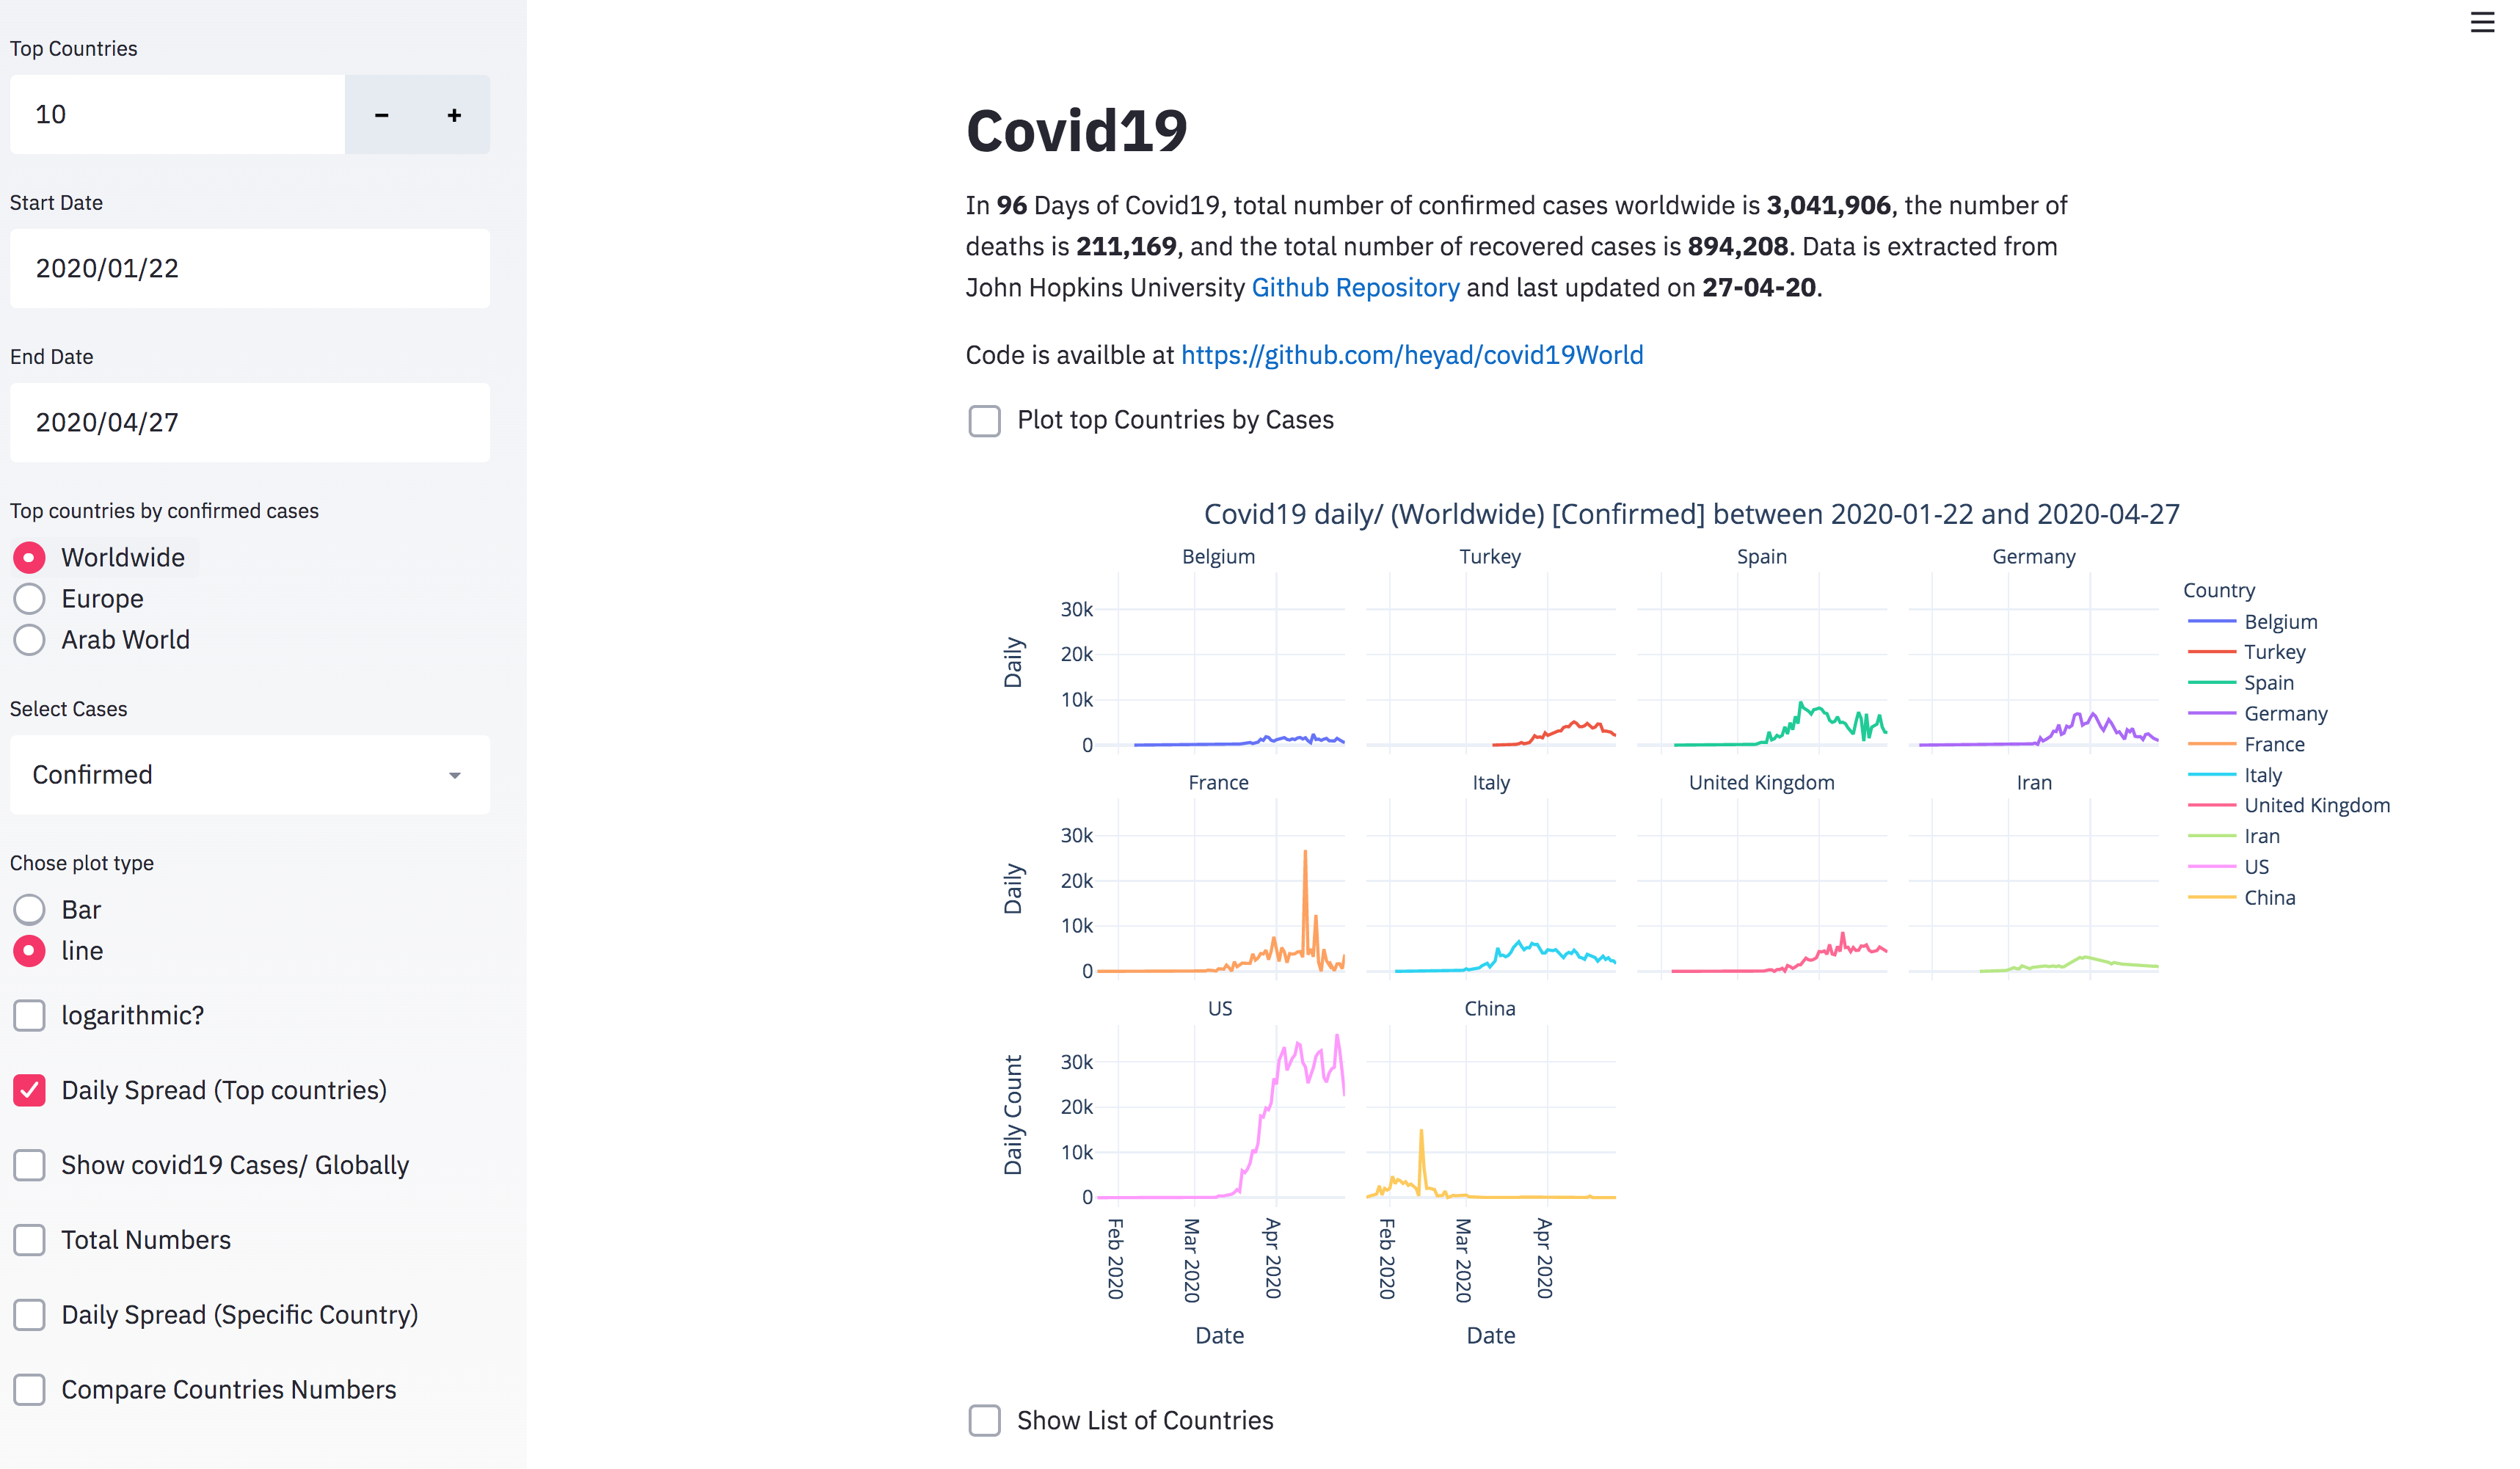 Top Countries
10
Start Date
2020/01/22
End Date
2020/04/27
Top countries by confirmed cases
Worldwide
Europe
Arab World
Select Cases
Confirmed
Chose plot type
Bar
line
logarithmic?
Daily Spread (Top countries)
Show covid19 Cases/ Globally
Total Numbers
Daily Spread (Specific Country)
Compare Countries Numbers
Covid19
In 96 Days of Covid19, total number of confirmed cases worldwide is 3,041,906, the number of
deaths is 211,169, and the total number of recovered cases is 894,208. Data is extracted from
John Hopkins University Github Repository and last updated on 27-04-20.
Code is availble at https://github.com/heyad/covid19World
Plot top Countries by Cases
Covid19 daily/ (Worldwide) [Confirmed] between 2020-01-22 and 2020-04-27
Belgium Turkey Spain Germany
Daily
30k
20k
10k
0
France Italy United Kingdom Iran
Daily
30k
20k
10k
0
US China
Daily Count
30k
20k
10k
0
Feb 2020 Mar 2020 Apr 2020 Feb 2020 Mar 2020 Apr 2020
Date Date
Country
Belgium
Turkey
Spain
Germany
France
Italy
United Kingdom
Iran
US
China
Show List of Countries